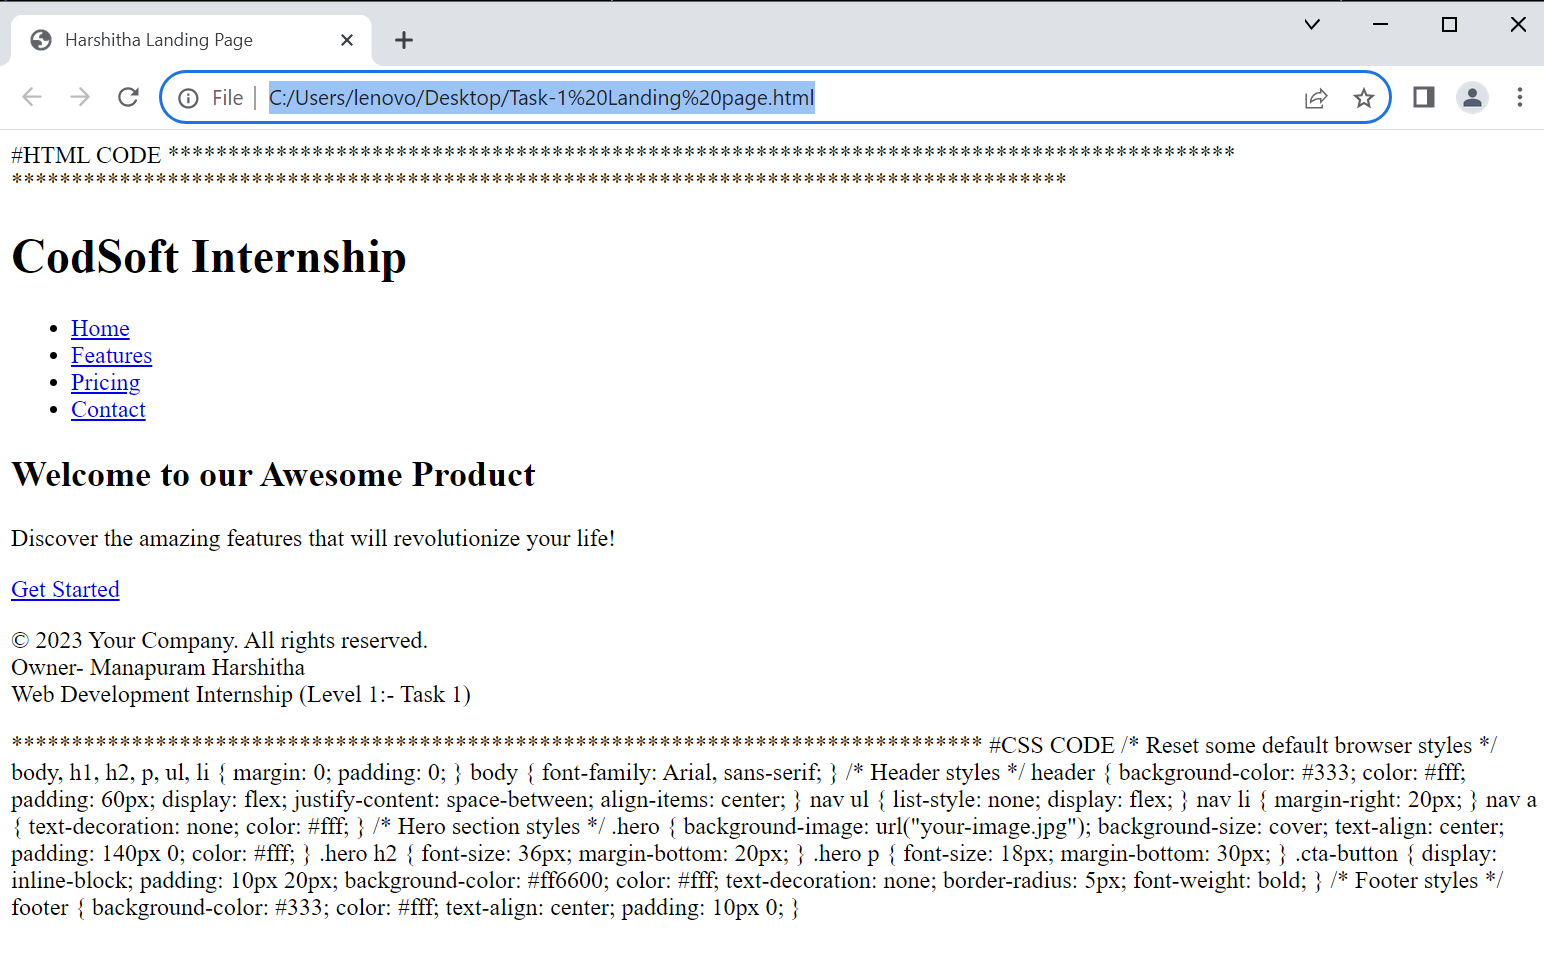 Harshitha Landing Page
File | C:/Users/lenovo/Desktop/Task-1%20Landing%20page.html
#HTML CODE *****************************************************************************************
****************************************************************************************
CodSoft Internship
• Home
• Features
• Pricing
• Contact
Welcome to our Awesome Product
Discover the amazing features that will revolutionize your life!
Get Started
© 2023 Your Company. All rights reserved.
Owner- Manapuram Harshitha
Web Development Internship (Level 1:- Task 1)
********************************************************************************* #CSS CODE /* Reset some default browser styles */
body, h1, h2, p, ul, li { margin: 0; padding: 0; } body { font-family: Arial, sans-serif; } /* Header styles */ header { background-color: #333; color: #fff;
padding: 60px; display: flex; justify-content: space-between; align-items: center; } nav ul { list-style: none; display: flex; } nav li { margin-right: 20px; } nav a
{ text-decoration: none; color: #fff; } /* Hero section styles */ .hero { background-image: url("your-image.jpg"); background-size: cover; text-align: center;
padding: 140px 0; color: #fff; } .hero h2 { font-size: 36px; margin-bottom: 20px; } .hero p { font-size: 18px; margin-bottom: 30px; } .cta-button { display:
inline-block; padding: 10px 20px; background-color: #ff6600; color: #fff; text-decoration: none; border-radius: 5px; font-weight: bold; } /* Footer styles */
footer { background-color: #333; color: #fff; text-align: center; padding: 10px 0; }